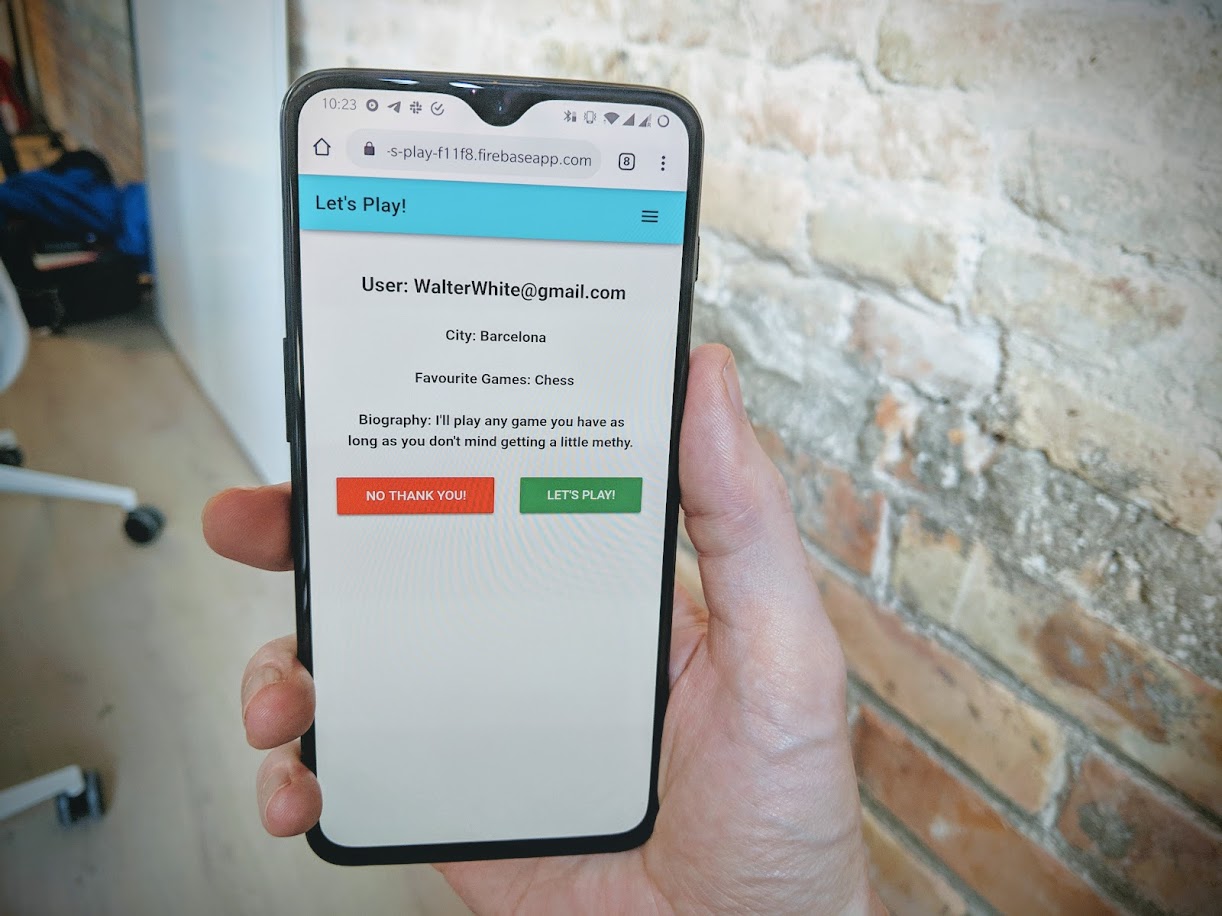 10:23
-s-play-f11f8.firebaseapp.com 8
Let's Play!
User: WalterWhite@gmail.com
City: Barcelona
Favourite Games: Chess
Biography: I'll play any game you have as
long as you don't mind getting a little methy.
NO THANK YOU! LET'S PLAY!